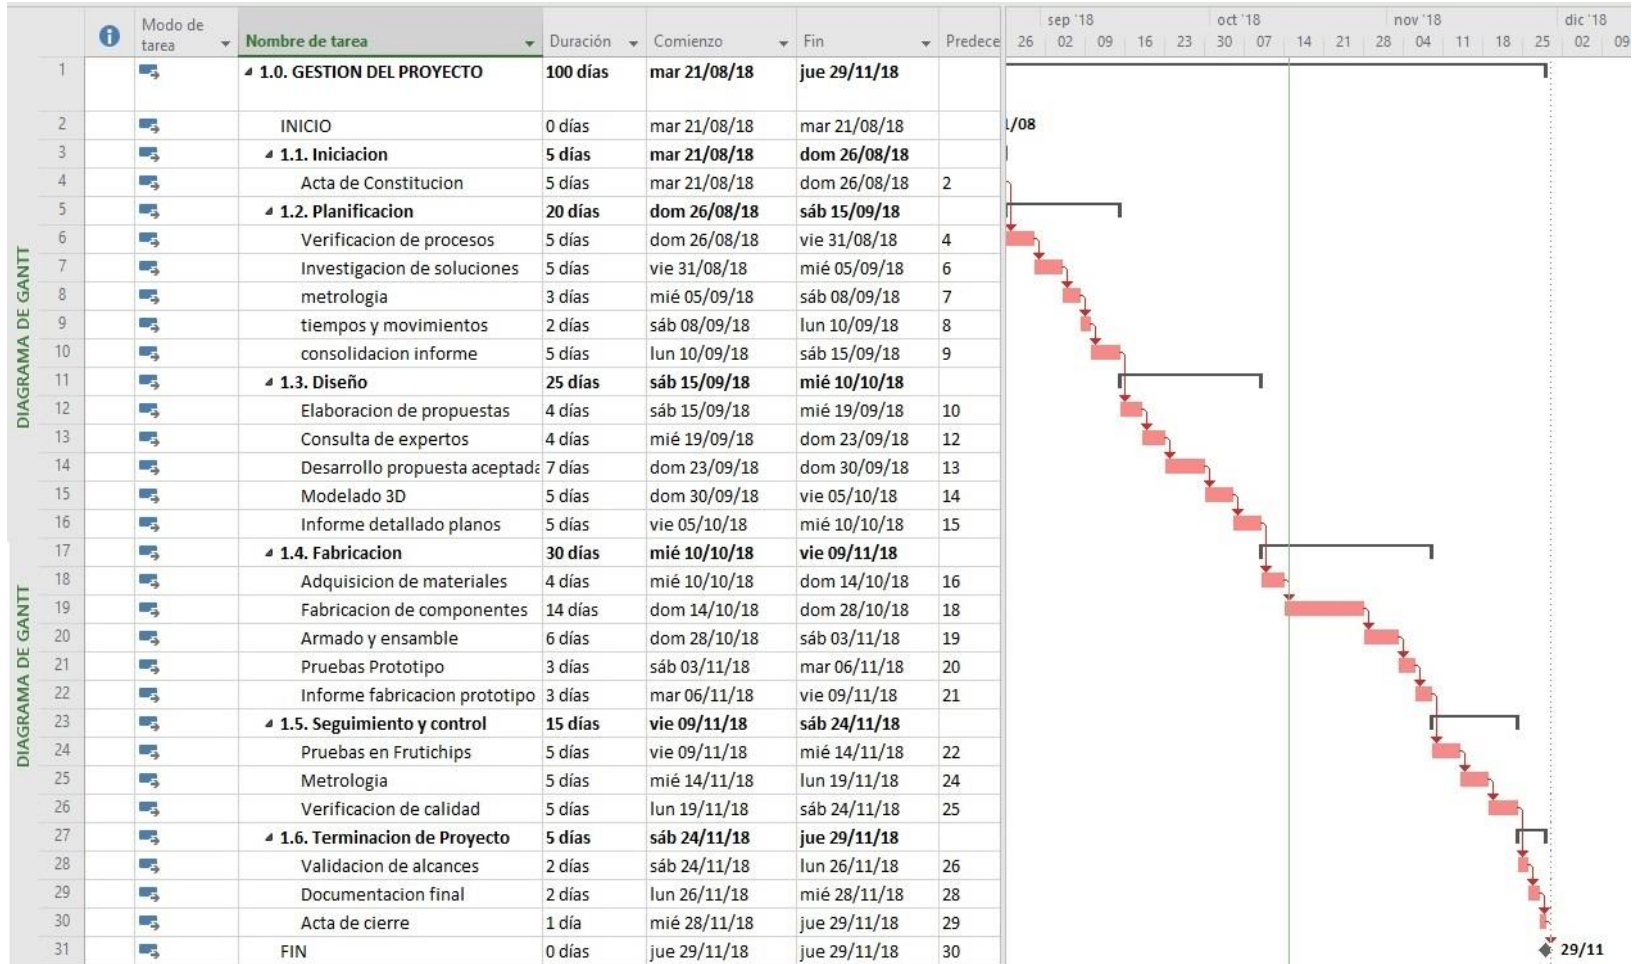 Modo de tarea Nombre de tarea Duración Comienzo Fin Predece
sep '18 oct '18 nov '18 dic '18
26 02 09 16 23 30 07 14 21 28 04 11 18 25 02 09
DIAGRAMA DE GANTT
DIAGRAMA DE GANTT
1 1.0. GESTION DEL PROYECTO 100 días mar 21/08/18 jue 29/11/18
2 INICIO 0 días mar 21/08/18 mar 21/08/18 /08
3 1.1. Iniciacion 5 días mar 21/08/18 dom 26/08/18
4 Acta de Constitucion 5 días mar 21/08/18 dom 26/08/18 2
5 1.2. Planificacion 20 días dom 26/08/18 sáb 15/09/18
6 Verificacion de procesos 5 días dom 26/08/18 vie 31/08/18 4
7 Investigacion de soluciones 5 días vie 31/08/18 mié 05/09/18 6
8 metrologia 3 días mié 05/09/18 sáb 08/09/18 7
9 tiempos y movimientos 2 días sáb 08/09/18 lun 10/09/18 8
10 consolidacion informe 5 días lun 10/09/18 sáb 15/09/18 9
11 1.3. Diseño 25 días sáb 15/09/18 mié 10/10/18
12 Elaboracion de propuestas 4 días sáb 15/09/18 mié 19/09/18 10
13 Consulta de expertos 4 días mié 19/09/18 dom 23/09/18 12
14 Desarrollo propuesta aceptada 7 días dom 23/09/18 dom 30/09/18 13
15 Modelado 3D 5 días dom 30/09/18 vie 05/10/18 14
16 Informe detallado planos 5 días vie 05/10/18 mié 10/10/18 15
17 1.4. Fabricacion 30 días mié 10/10/18 vie 09/11/18
18 Adquisicion de materiales 4 días mié 10/10/18 dom 14/10/18 16
19 Fabricacion de componentes 14 días dom 14/10/18 dom 28/10/18 18
20 Armado y ensamble 6 días dom 28/10/18 sáb 03/11/18 19
21 Pruebas Prototipo 3 días sáb 03/11/18 mar 06/11/18 20
22 Informe fabricacion prototipo 3 días mar 06/11/18 vie 09/11/18 21
23 1.5. Seguimiento y control 15 días vie 09/11/18 sáb 24/11/18
24 Pruebas en Frutichips 5 días vie 09/11/18 mié 14/11/18 22
25 Metrologia 5 días mié 14/11/18 lun 19/11/18 24
26 Verificacion de calidad 5 días lun 19/11/18 sáb 24/11/18 25
27 1.6. Terminacion de Proyecto 5 días sáb 24/11/18 jue 29/11/18
28 Validacion de alcances 2 días sáb 24/11/18 lun 26/11/18 26
29 Documentacion final 2 días lun 26/11/18 mié 28/11/18 28
30 Acta de cierre 1 día mié 28/11/18 jue 29/11/18 29
31 FIN 0 días jue 29/11/18 jue 29/11/18 30 29/11